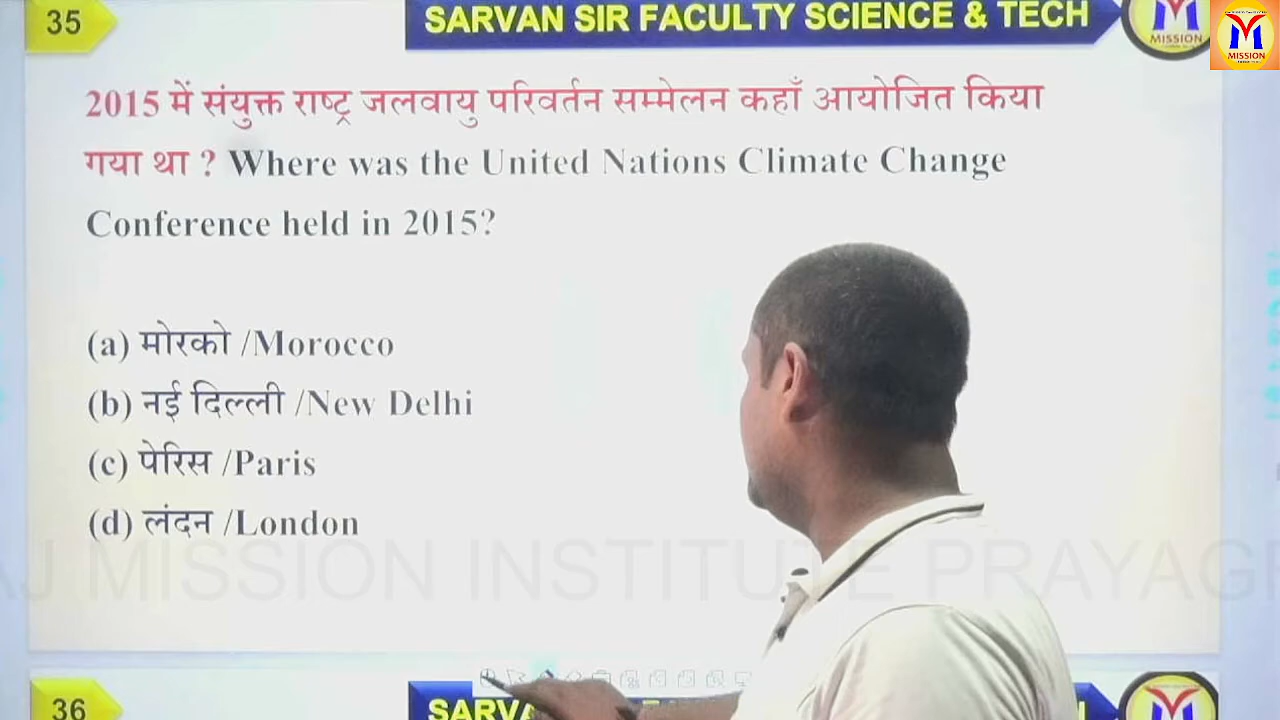 35
SARVAN SIR FACULTY SCIENCE & TECH
MISSION
MISSION
2015 में संयुक्त राष्ट्र जलवायु परिवर्तन सम्मेलन कहाँ आयोजित किया
गया था ? Where was the United Nations Climate Change
Conference held in 2015?
(a) मोरको /Morocco
(b) नई दिल्ली /New Delhi
(c) पेरिस /Paris
(d) लंदन /London
AJ MISSION INSTITUTE PRAYAG
36